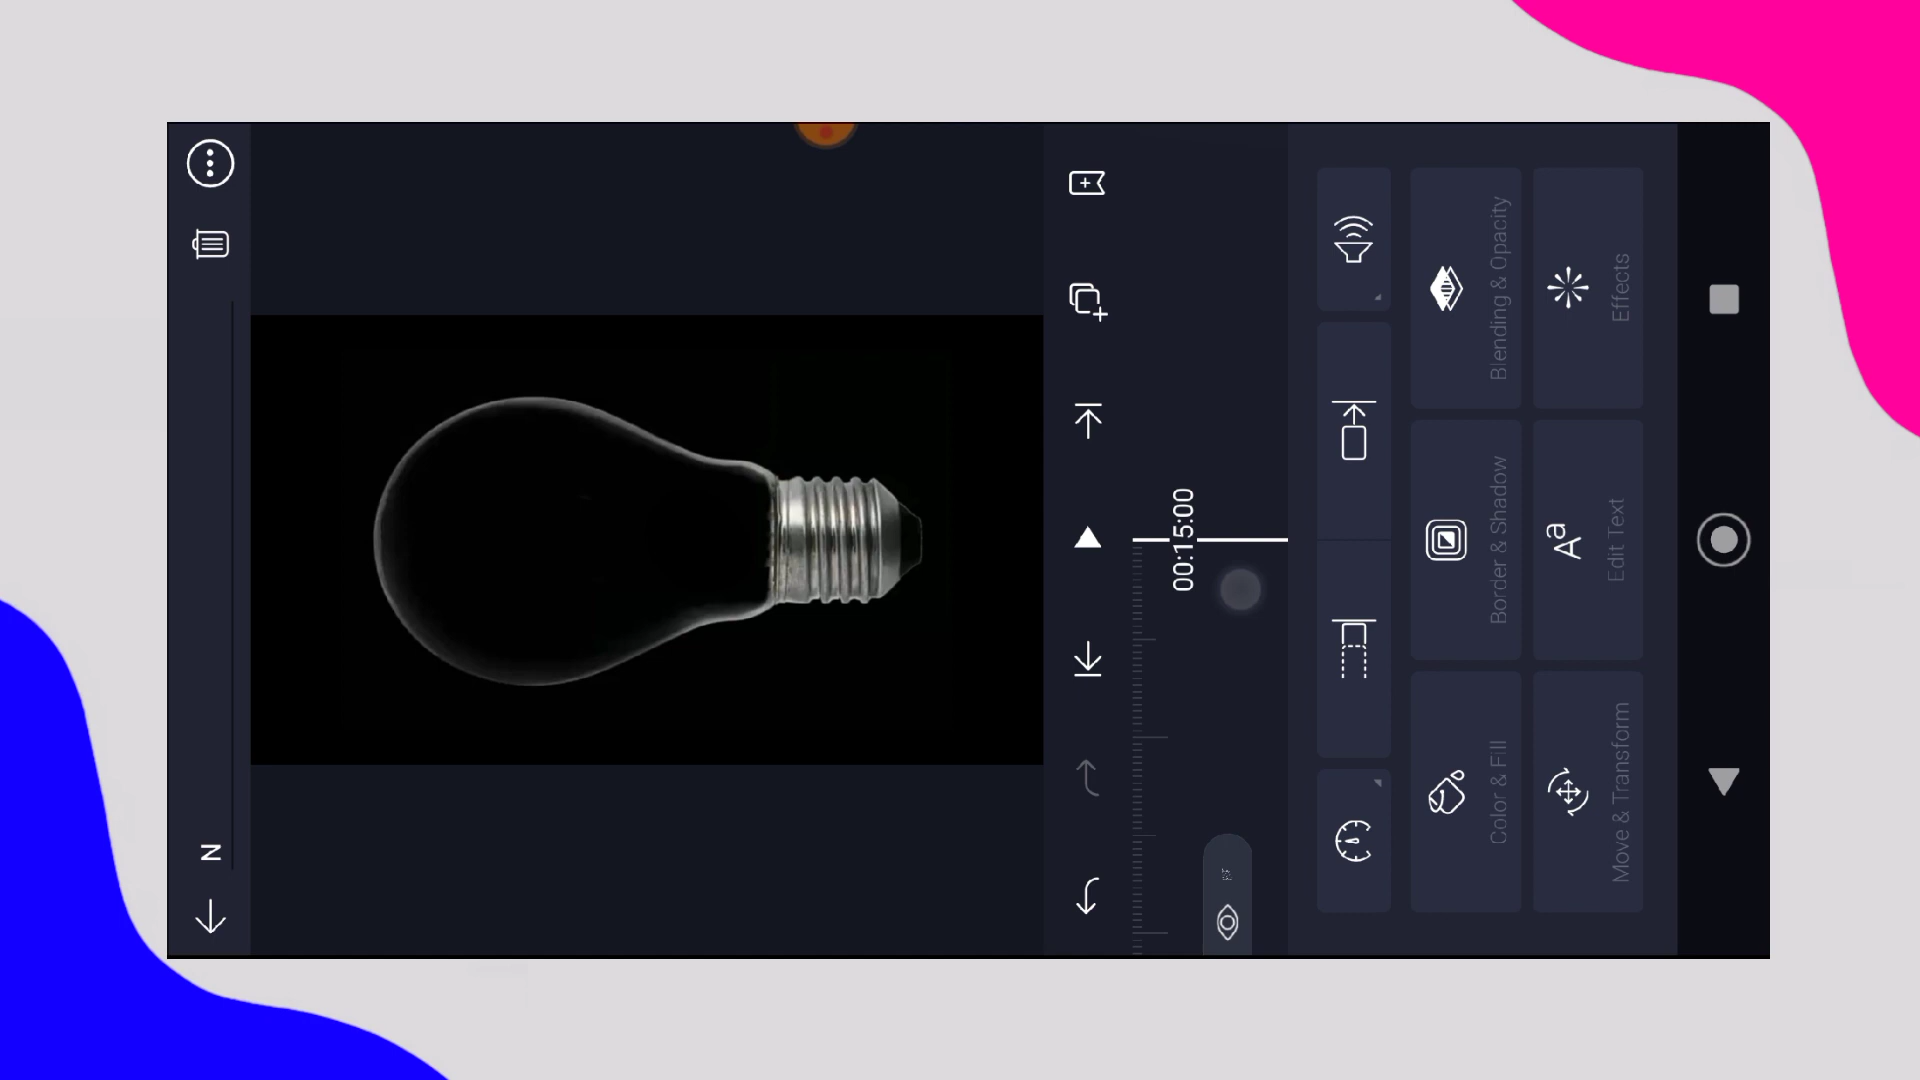 00:15:00
Color & Fill
Border & Shadow
Blending & Opacity
Move & Transform
Edit Text
Effects